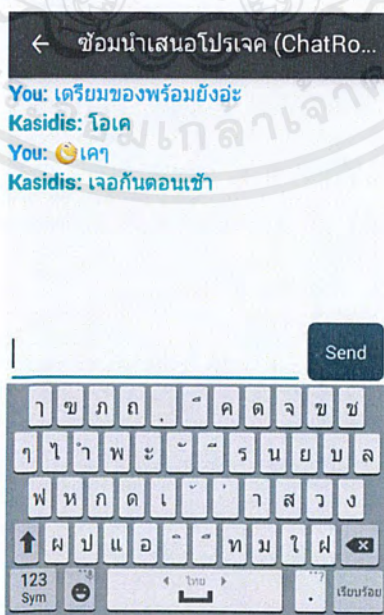 ← ซ้อมนำเสนอโปรเจค (ChatRo...
You: เตรียมของพร้อมยังอ่ะ
Kasidis: โอเค
You: เคๆ
Kasidis: เจอกันตอนเช้า
Send
ๅ ข ภ ถ ุ ึ ค ต จ ข ช
ๆ ไ ำ พ ะ ั ี ร น ย บ ล
ฟ ห ก ด เ ้ ่ า ส ว ง
ผ ป แ อ ิ ื ท ม ใ ฝ
123
Sym
ไทย
.
เรียบร้อย